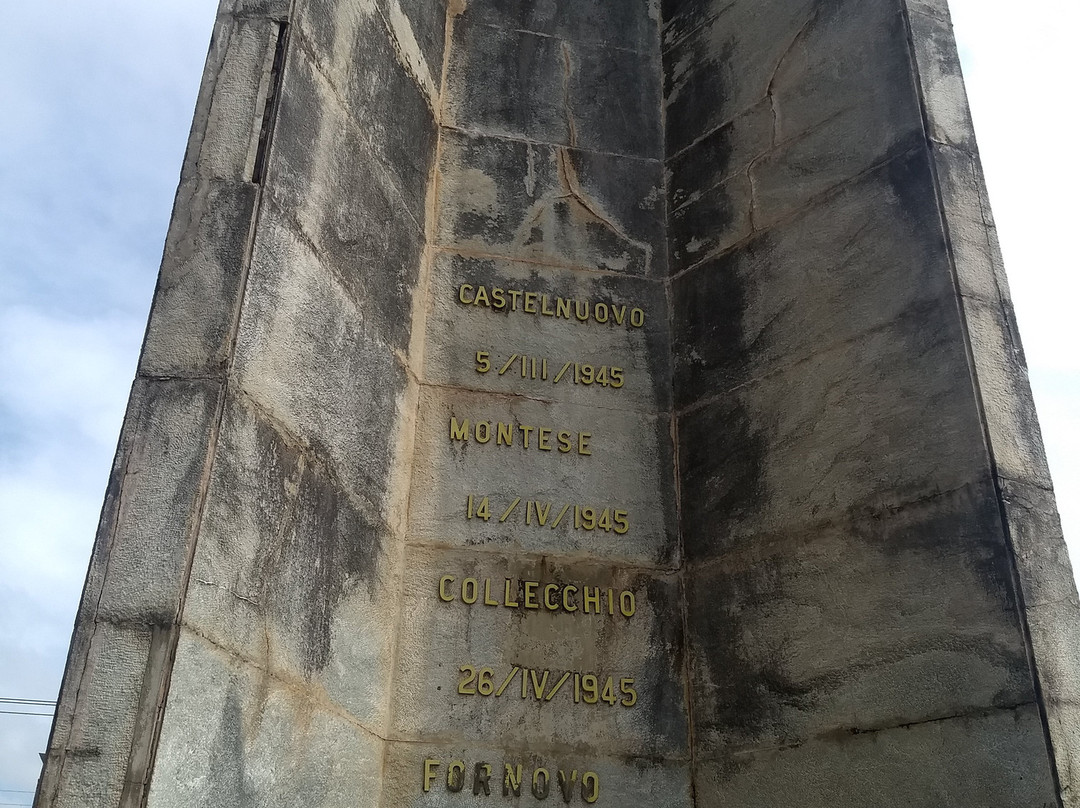 CASTELNUOVO
5/III/1945
MONTESE
14/IV/1945
COLLECCHIO
26/IV/1945
FORNOVO